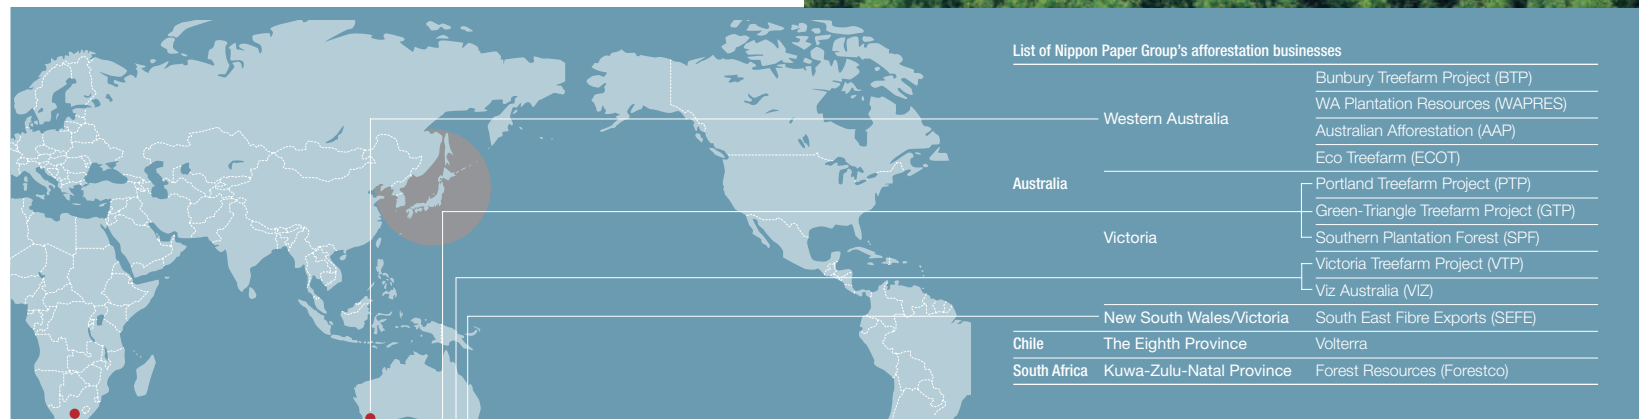 List of Nippon Paper Group's afforestation businesses
Bunbury Treefarm Project (BTP)
WA Plantation Resources (WAPRES)
Western Australia
Australian Afforestation (AAP)
Eco Treefarm (ECOT)
Australia
Portland Treefarm Project (PTP)
Green-Triangle Treefarm Project (GTP)
Victoria
Southern Plantation Forest (SPF)
Victoria Treefarm Project (VTP)
Viz Australia (VIZ)
New South Wales/Victoria South East Fibre Exports (SEFE)
Chile The Eighth Province Volterra
South Africa Kuwa-Zulu-Natal Province Forest Resources (Forestco)